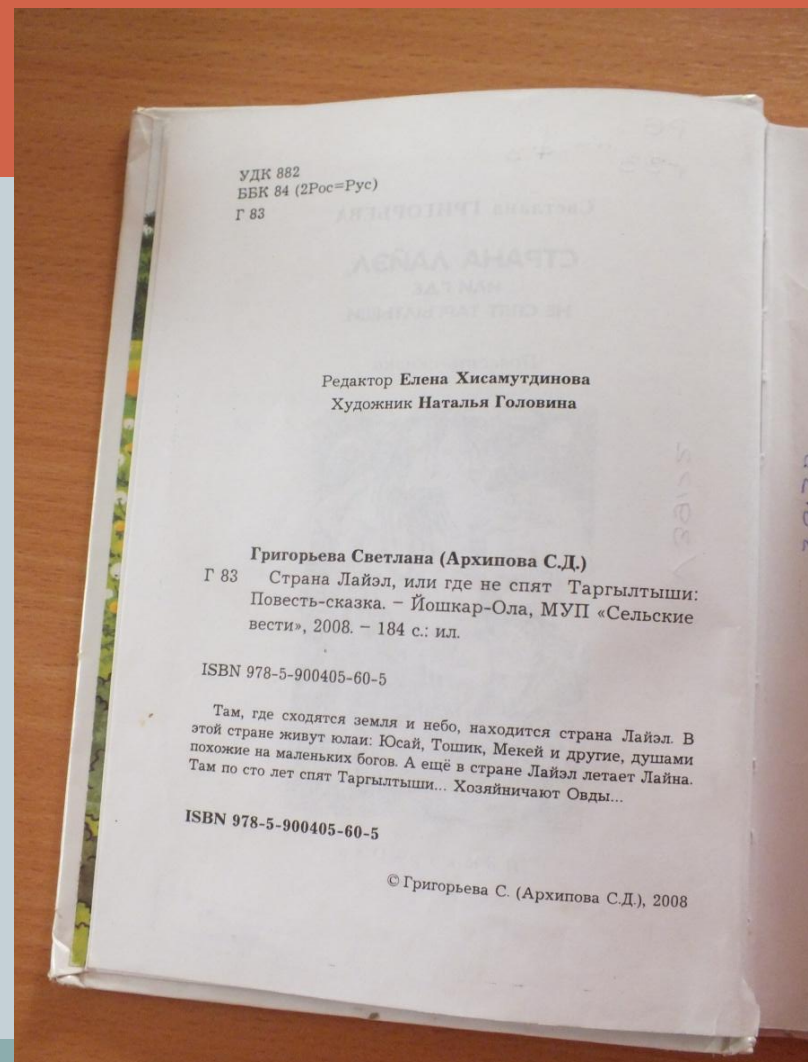 УДК 882
ББК 84 (2Рос=Рус)
Г 83
Редактор Елена Хисамутдинова
Художник Наталья Головина
Григорьева Светлана (Архипова С.Д.)
Г 83 Страна Лайэл, или где не спят Таргылтыши:
Повесть-сказка. – Йошкар-Ола, МУП «Сельские
вести», 2008. – 184 с.: ил.
ISBN 978-5-900405-60-5
Там, где сходятся земля и небо, находится страна Лайэл. В
этой стране живут юлаи: Юсай, Тошик, Мекей и другие, душами
похожие на маленьких богов. А ещё в стране Лайэл летает Лайна.
Там по сто лет спят Таргылтыши... Хозяйничают Овды...
ISBN 978-5-900405-60-5
© Григорьева С. (Архипова С.Д.), 2008